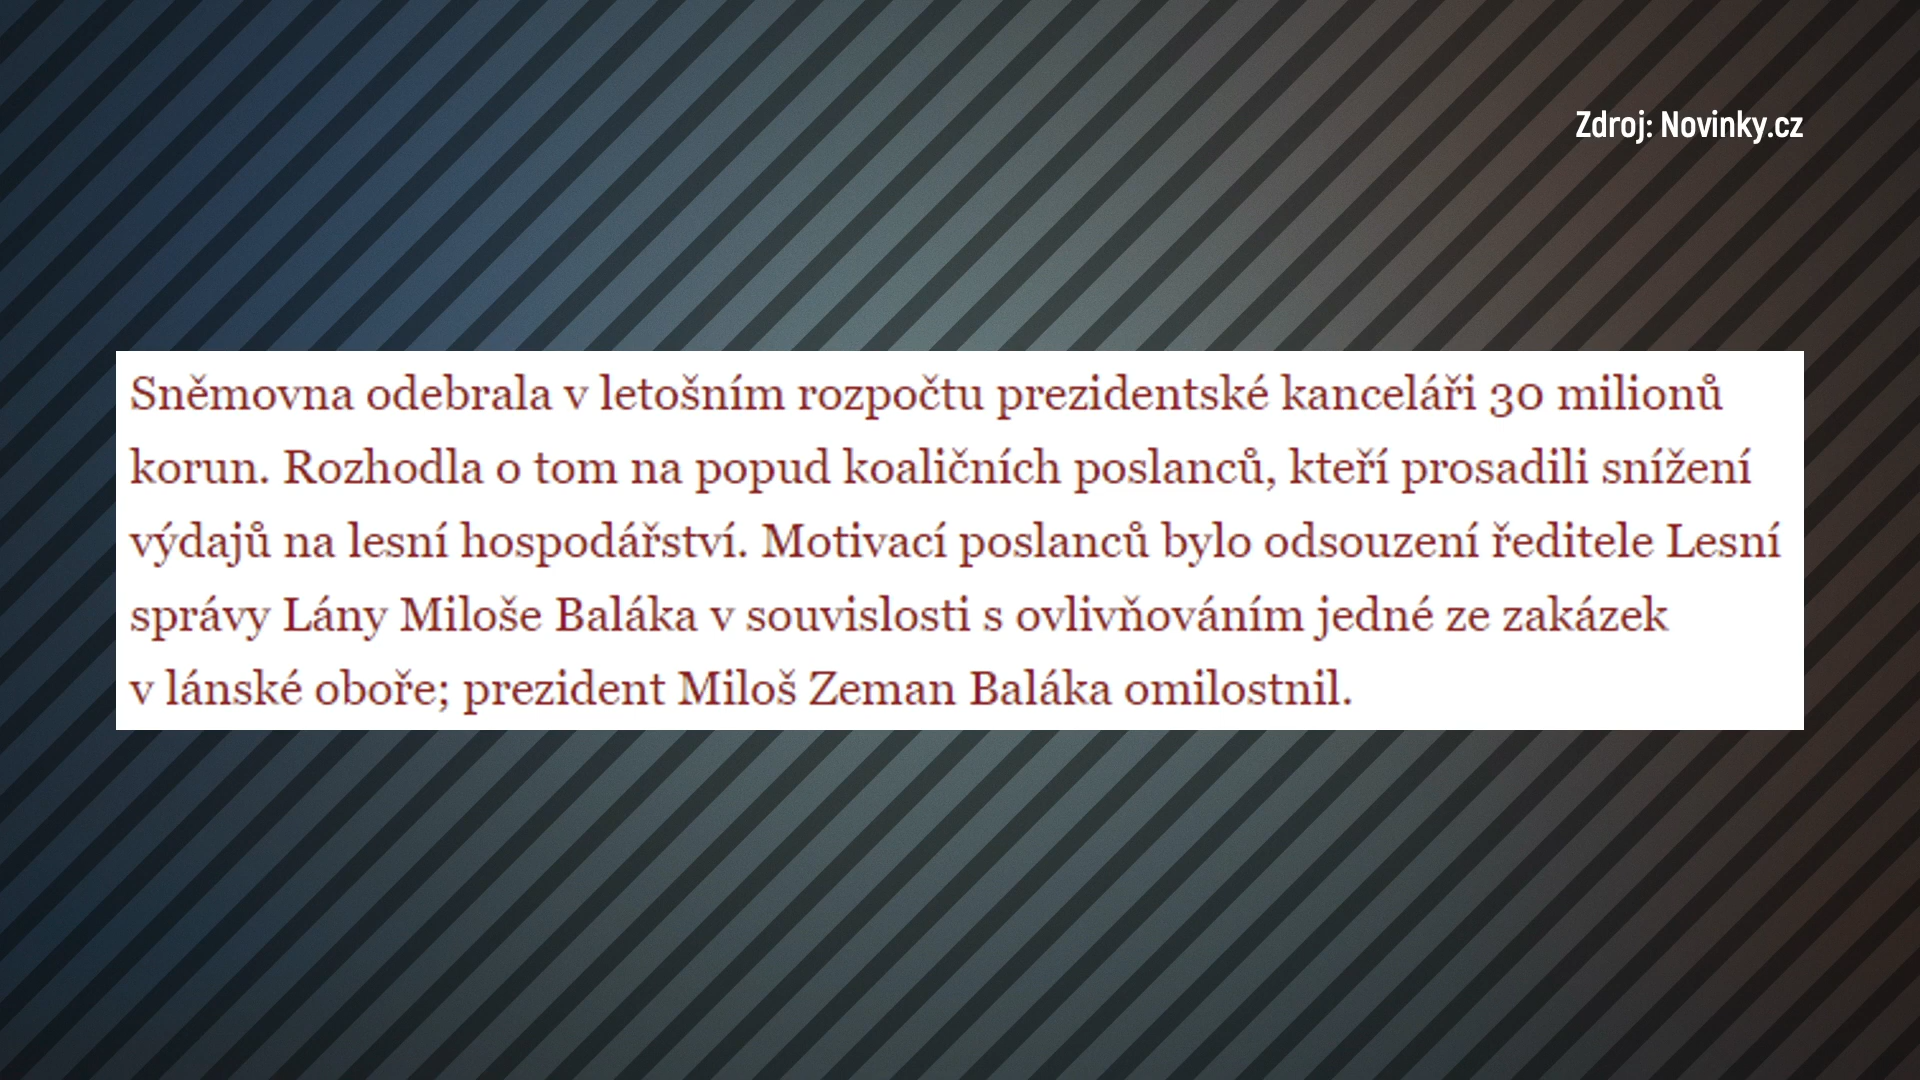 Zdroj: Novinky.cz
Sněmovna odebrala v letošním rozpočtu prezidentské kanceláři 30 milionů
korun. Rozhodla o tom na popud koaličních poslanců, kteří prosadili snížení
výdajů na lesní hospodářství. Motivací poslanců bylo odsouzení ředitele Lesní
správy Lány Miloše Baláka v souvislosti s ovlivňováním jedné ze zakázek
v lánské oboře; prezident Miloš Zeman Baláka omilostnil.